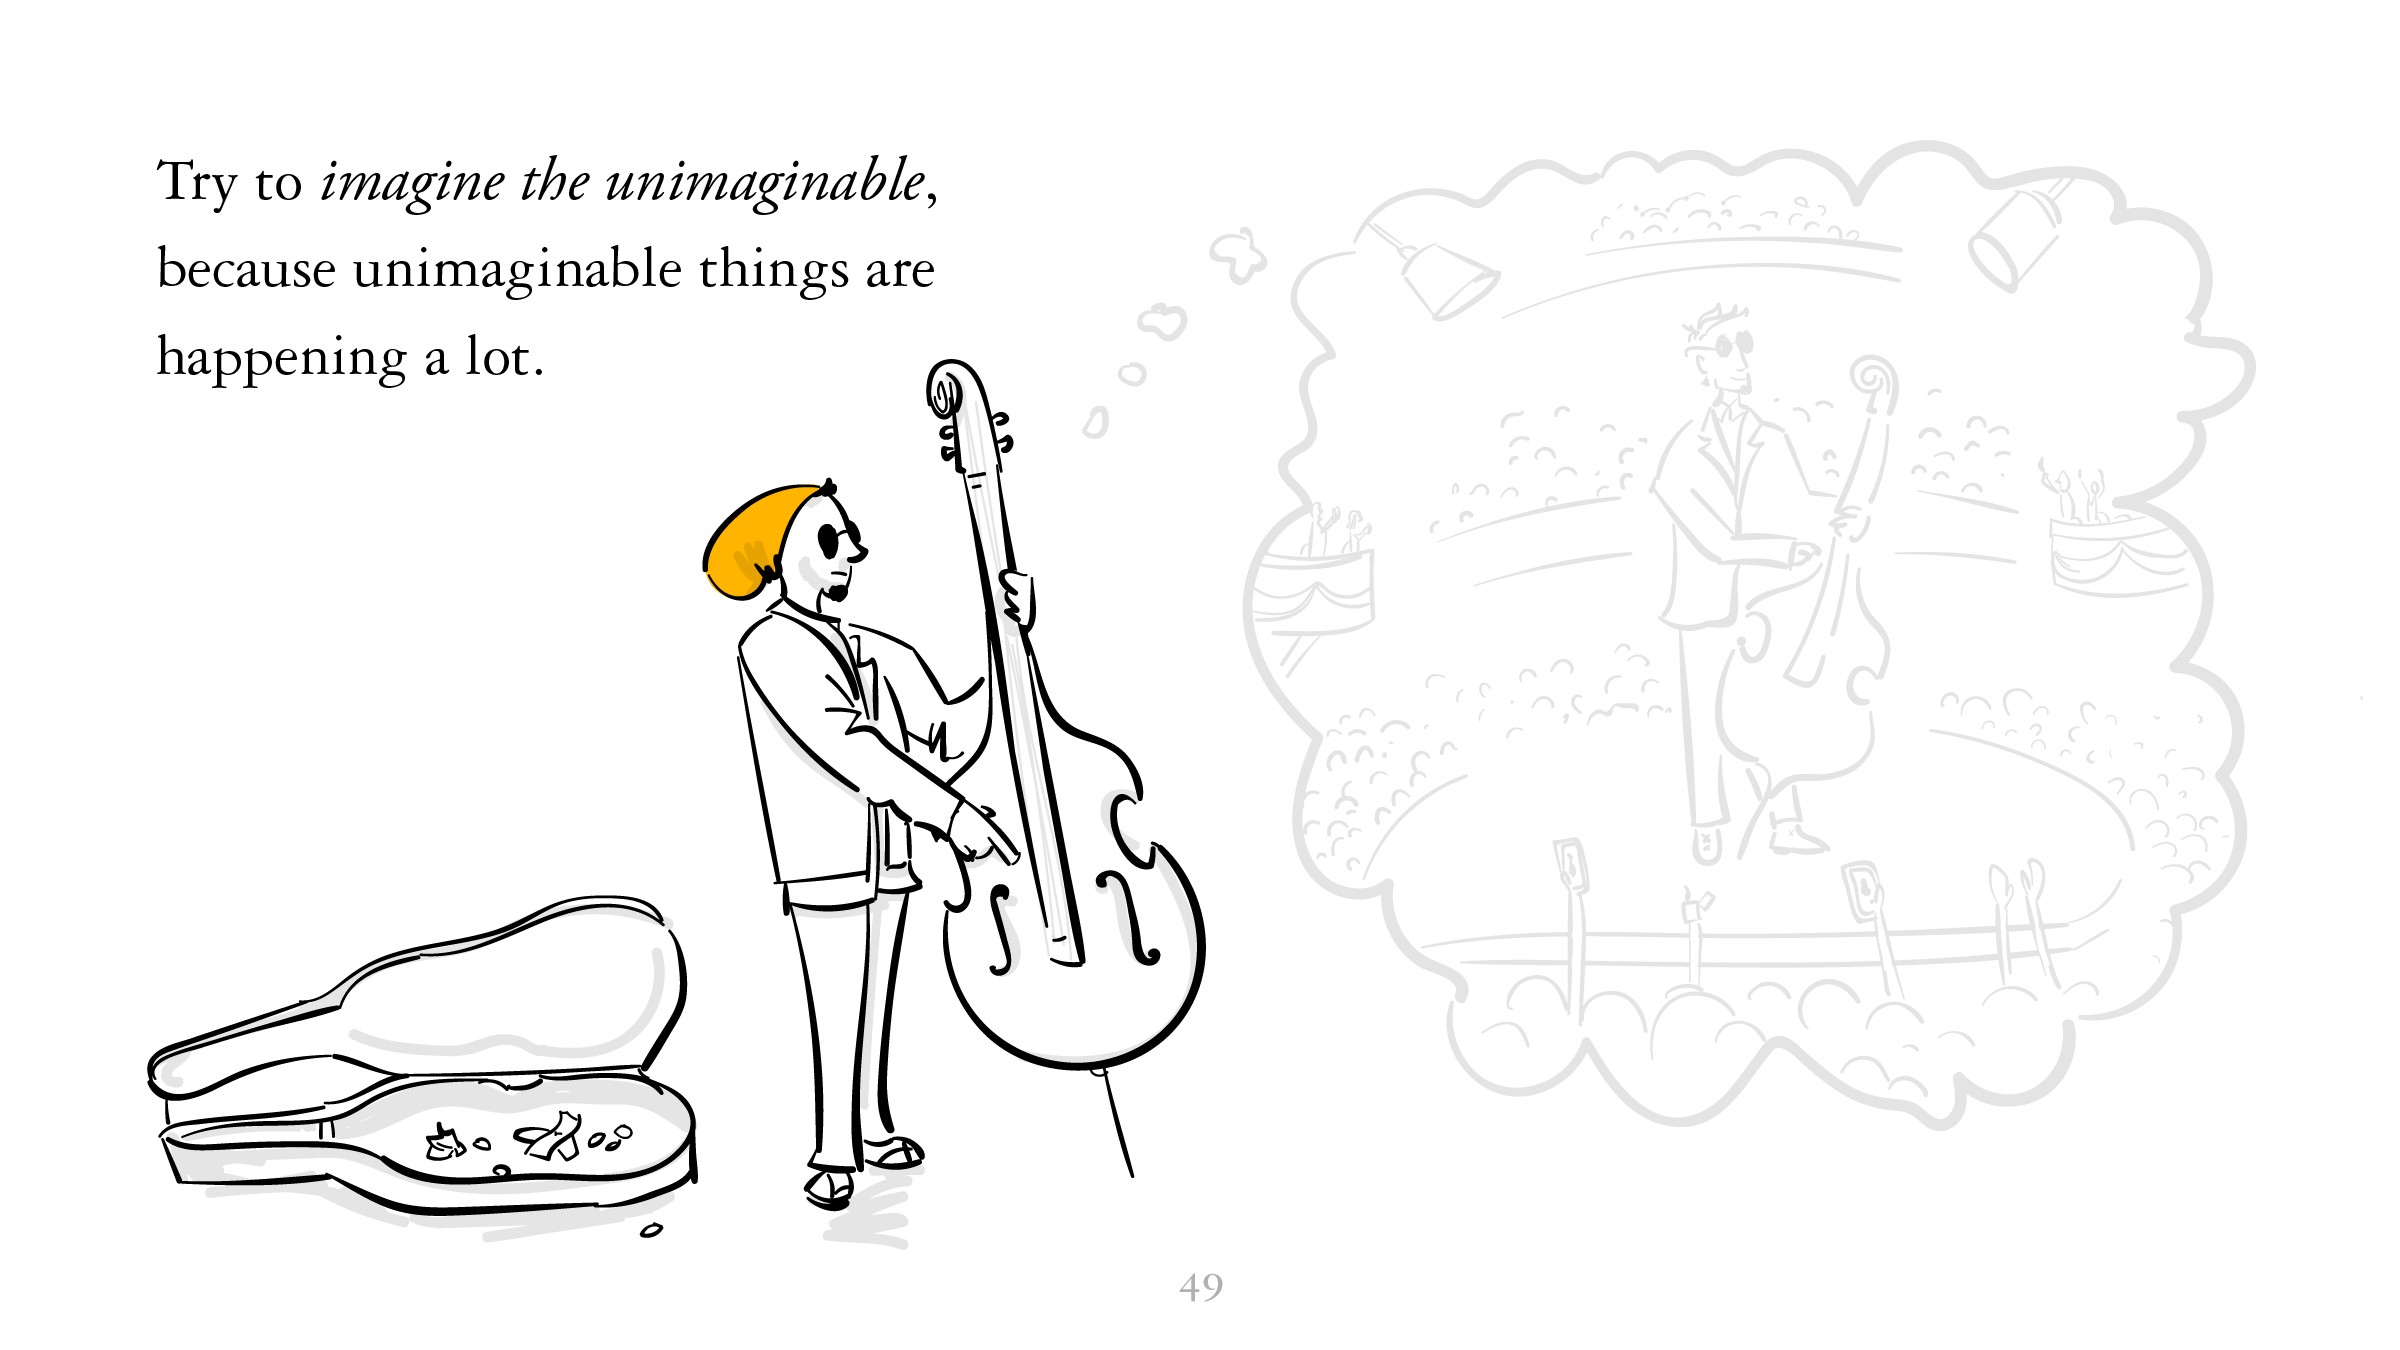 Try to imagine the unimaginable,
because unimaginable things are
happening a lot.
49